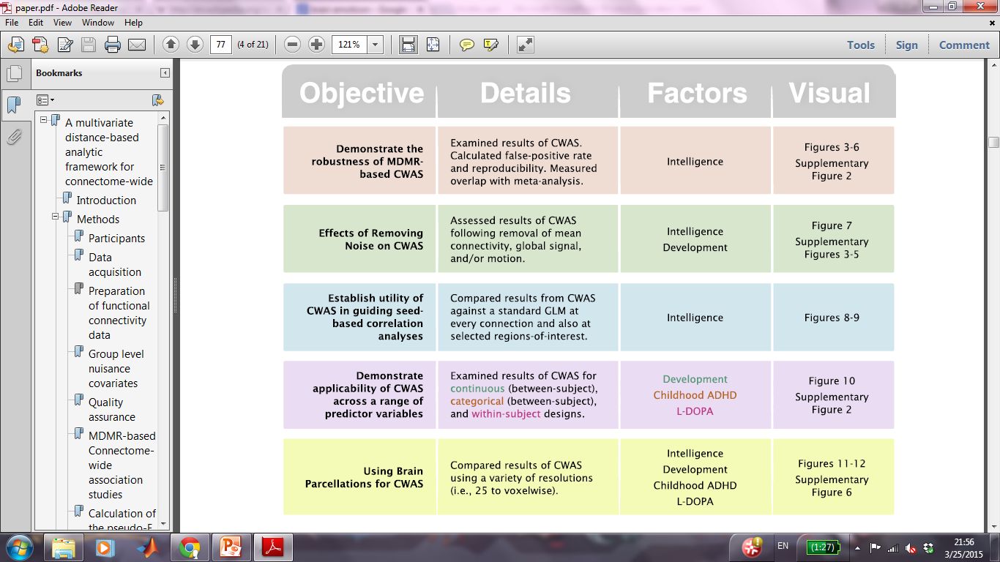 paper.pdf - Adobe Reader
File Edit View Window Help
77 (4 of 21) 121% Tools Sign Comment
Bookmarks
A multivariate
distance-based
analytic
framework for
connectome-wide
Introduction
Methods
Participants
Data
acquisition
Preparation
of functional
connectivity
data
Group level
nuisance
covariates
Quality
assurance
MDMR-based
Connectome-
wide
association
studies
Calculation of
the pseudo-F
Objective Details Factors Visual
Demonstrate the
robustness of MDMR-
based CWAS
Examined results of CWAS.
Calculated false-positive rate
and reproducibility. Measured
overlap with meta-analysis.
Intelligence
Figures 3-6
Supplementary
Figure 2
Effects of Removing
Noise on CWAS
Assessed results of CWAS
following removal of mean
connectivity, global signal,
and/or motion.
Intelligence
Development
Figure 7
Supplementary
Figures 3-5
Establish utility of
CWAS in guiding seed-
based correlation
analyses
Compared results from CWAS
against a standard GLM at
every connection and also at
selected regions-of-interest.
Intelligence
Figures 8-9
Demonstrate
applicability of CWAS
across a range of
predictor variables
Examined results of CWAS for
continuous (between-subject),
categorical (between-subject),
and within-subject designs.
Development
Childhood ADHD
L-DOPA
Figure 10
Supplementary
Figure 2
Using Brain
Parcellations for CWAS
Compared results of CWAS
using a variety of resolutions
(i.e., 25 to voxelwise).
Intelligence
Development
Childhood ADHD
L-DOPA
Figures 11-12
Supplementary
Figure 6
EN (1:27) 21:56
3/25/2015